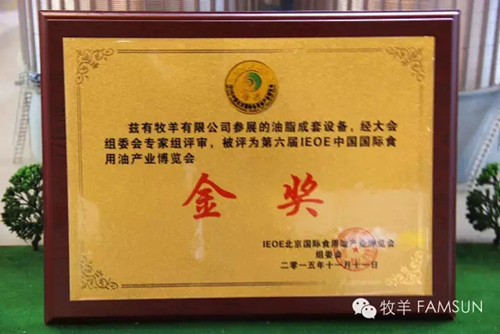 兹有牧羊有限公司参展的油脂成套设备，经大会
组委会专家组评审，被评为第六届IEOE中国国际食
用油产业博览会
金奖
IEOE北京国际食用油产业博览会
组委会
二零一五年十一月十一日
牧羊 FAMSUN